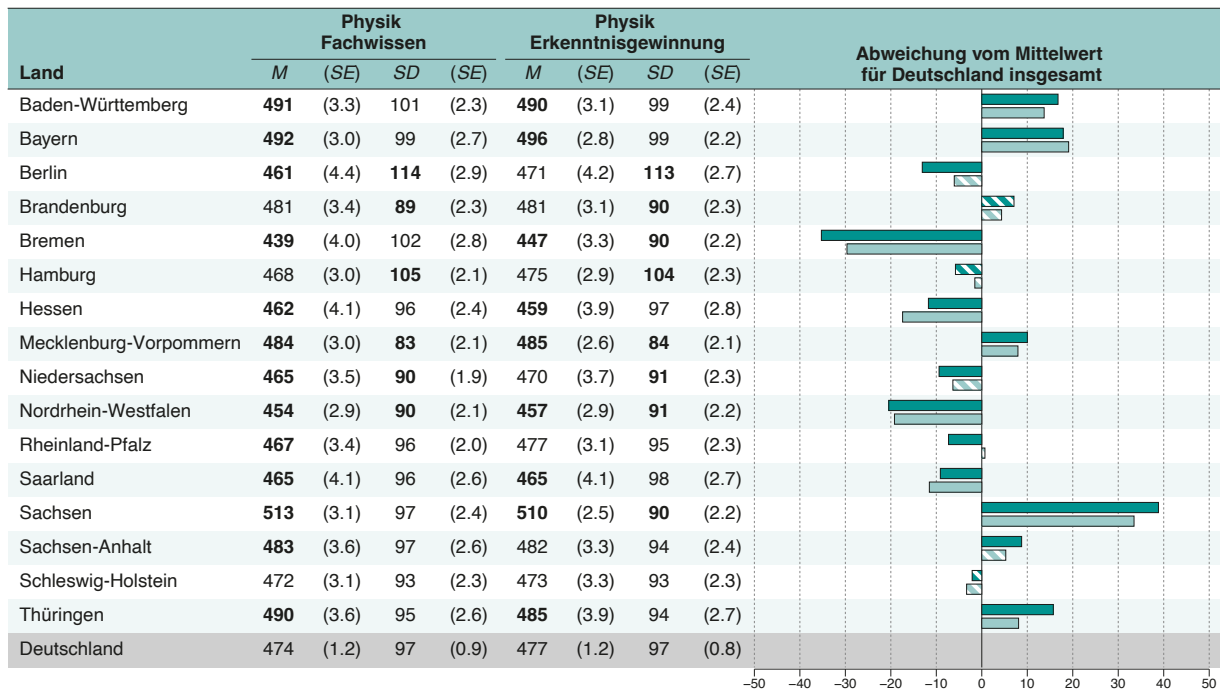 Physik Fachwissen Physik Erkenntnisgewinnung Abweichung vom Mittelwert für Deutschland insgesamt
Land M (SE) SD (SE) M (SE) SD (SE)
Baden-Württemberg 491 (3.3) 101 (2.3) 490 (3.1) 99 (2.4)
Bayern 492 (3.0) 99 (2.7) 496 (2.8) 99 (2.2)
Berlin 461 (4.4) 114 (2.9) 471 (4.2) 113 (2.7)
Brandenburg 481 (3.4) 89 (2.3) 481 (3.1) 90 (2.3)
Bremen 439 (4.0) 102 (2.8) 447 (3.3) 90 (2.2)
Hamburg 468 (3.0) 105 (2.1) 475 (2.9) 104 (2.3)
Hessen 462 (4.1) 96 (2.4) 459 (3.9) 97 (2.8)
Mecklenburg-Vorpommern 484 (3.0) 83 (2.1) 485 (2.6) 84 (2.1)
Niedersachsen 465 (3.5) 90 (1.9) 470 (3.7) 91 (2.3)
Nordrhein-Westfalen 454 (2.9) 90 (2.1) 457 (2.9) 91 (2.2)
Rheinland-Pfalz 467 (3.4) 96 (2.0) 477 (3.1) 95 (2.3)
Saarland 465 (4.1) 96 (2.6) 465 (4.1) 98 (2.7)
Sachsen 513 (3.1) 97 (2.4) 510 (2.5) 90 (2.2)
Sachsen-Anhalt 483 (3.6) 97 (2.6) 482 (3.3) 94 (2.4)
Schleswig-Holstein 472 (3.1) 93 (2.3) 473 (3.3) 93 (2.3)
Thüringen 490 (3.6) 95 (2.6) 485 (3.9) 94 (2.7)
Deutschland 474 (1.2) 97 (0.9) 477 (1.2) 97 (0.8)
–50 –40 –30 –20 –10 0 10 20 30 40 50